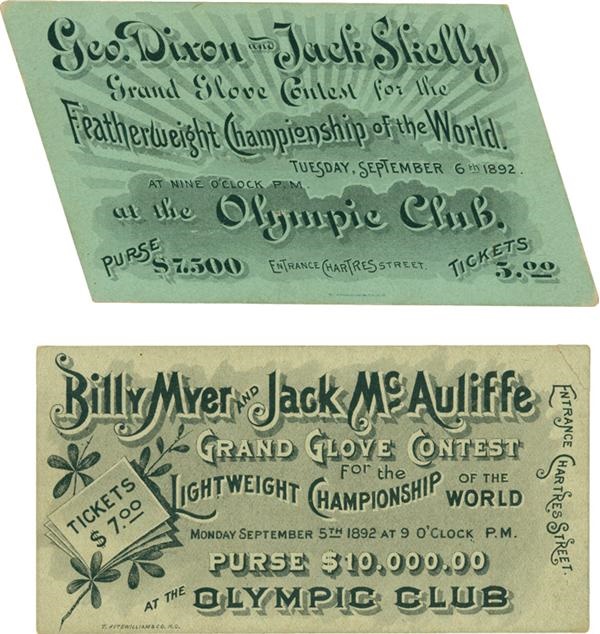 Geo. Dixon and Jack Skelly
Grand Glove Contest for the
Featherweight Championship of the World.
TUESDAY, SEPTEMBER 6TH 1892.
AT NINE O'CLOCK P.M.
at the Olympic Club.
PURSE $7.500
ENTRANCE CHARTRES STREET.
TICKETS 5.00
Billy Myer AND Jack McAuliffe
GRAND GLOVE CONTEST
FOR the
LIGHTWEIGHT CHAMPIONSHIP OF THE WORLD
MONDAY SEPTEMBER 5TH 1892 AT 9 O'CLOCK P.M.
PURSE $10.000.00
AT THE OLYMPIC CLUB
TICKETS $7.00
ENTRANCE CHARTRES STREET.
T. FITZWILLIAM & CO. N.O.